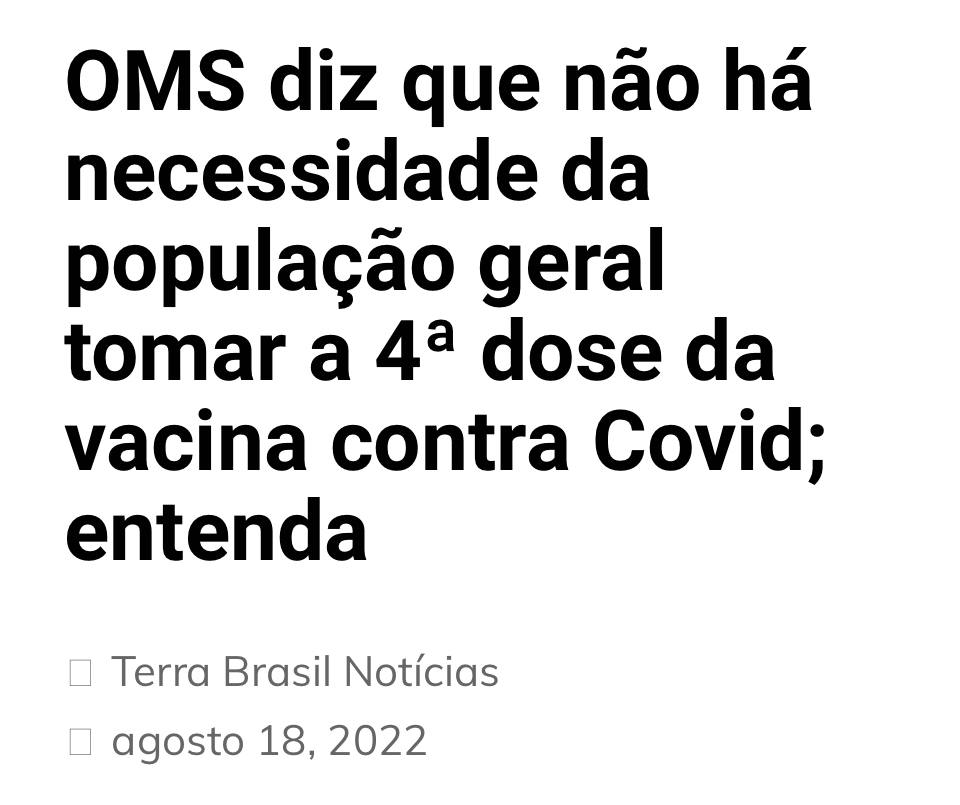 OMS diz que não há
necessidade da
população geral
tomar a 4ª dose da
vacina contra Covid;
entenda
Terra Brasil Notícias
agosto 18, 2022